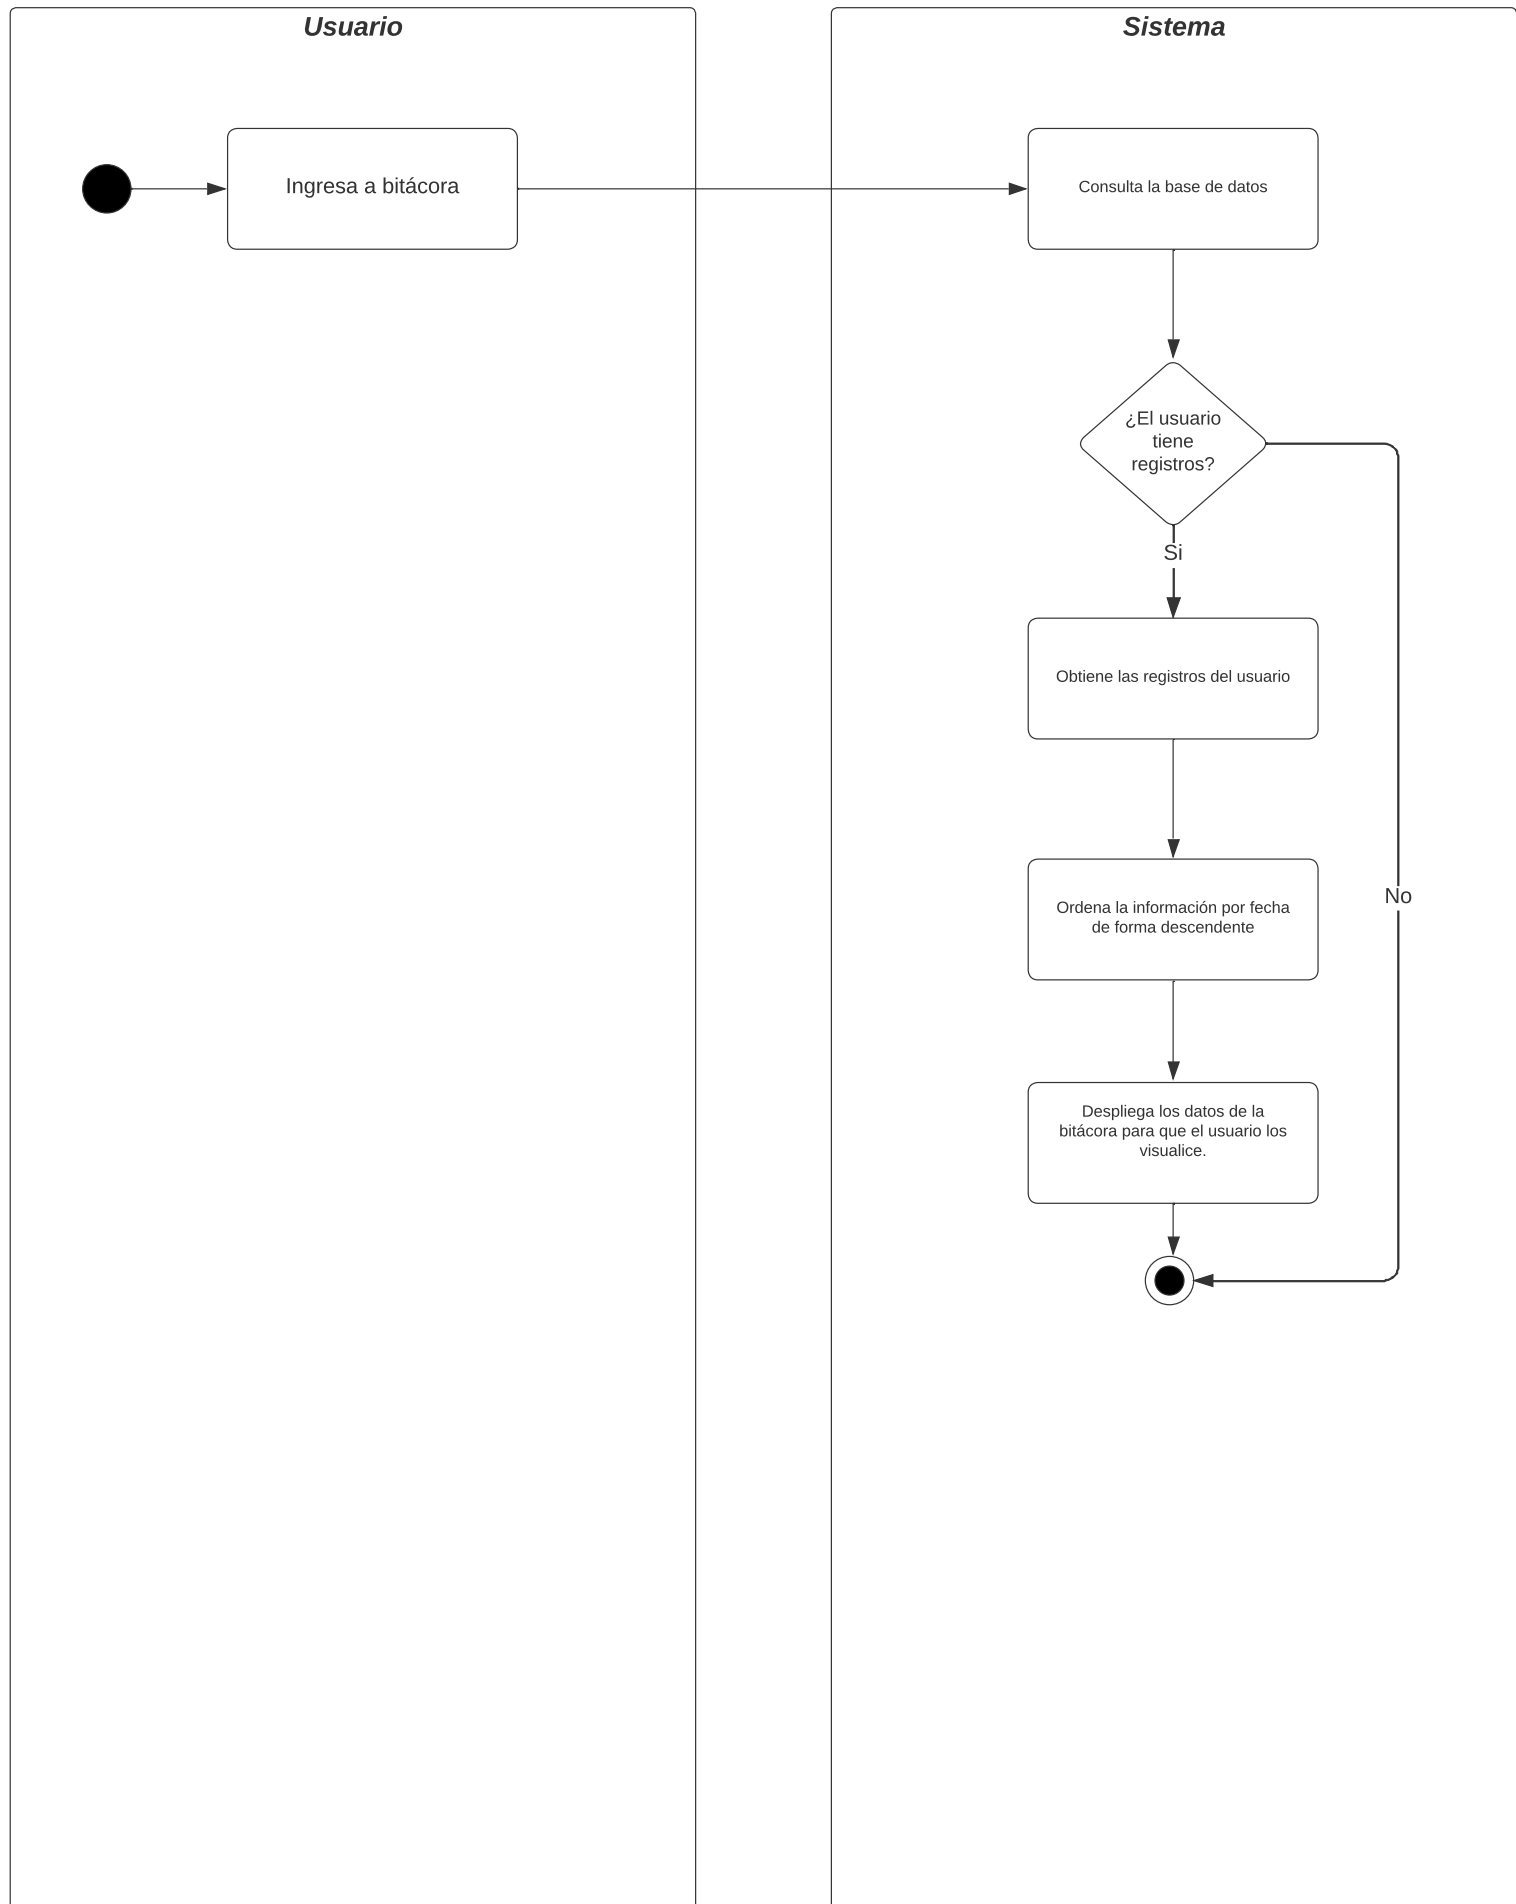 Usuario
Sistema
Ingresa a bitácora
Consulta la base de datos
¿El usuario
tiene
registros?
Si
Obtiene las registros del usuario
No
Ordena la información por fecha
de forma descendente
Despliega los datos de la
bitácora para que el usuario los
visualice.